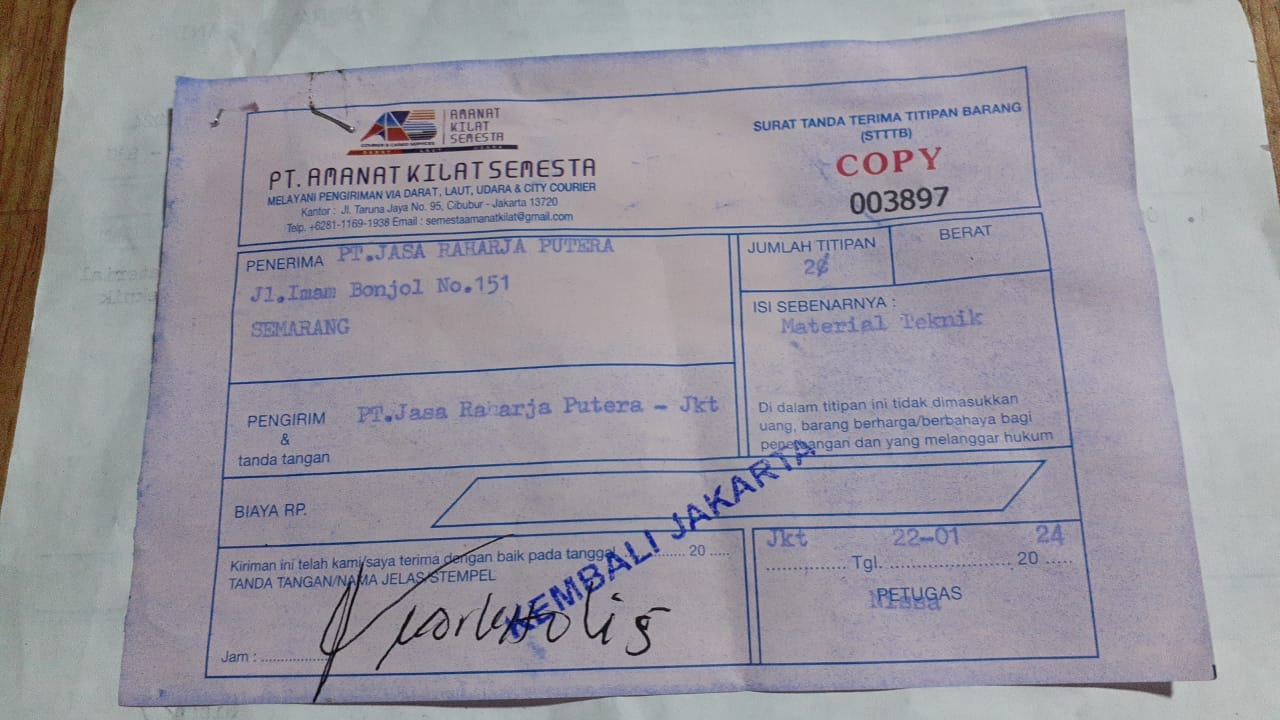 AKS
AMANAT
KILAT
SEMESTA
COURIER & CARGO SERVICES
DARAT LAUT UDARA
PT. AMANAT KILAT SEMESTA
MELAYANI PENGIRIMAN VIA DARAT, LAUT, UDARA & CITY COURIER
Kantor : Jl. Taruna Jaya No. 95, Cibubur - Jakarta 13720
Telp. +6281-1169-1938 Email : semestaamanatkilat@gmail.com
SURAT TANDA TERIMA TITIPAN BARANG
(STTTB)
COPY
003897
PENERIMA PT.JASA RAHARJA PUTERA
Jl.Imam Bonjol No.151
SEMARANG
JUMLAH TITIPAN
BERAT
ISI SEBENARNYA :
Material Teknik
PENGIRIM
&
tanda tangan
PT.Jasa Raharja Putera - Jkt
Di dalam titipan ini tidak dimasukkan
uang, barang berharga/berbahaya bagi
penerbangan dan yang melanggar hukum
BIAYA RP.
KEMBALI JAKARTA
Kiriman ini telah kami/saya terima dengan baik pada tanggal ............ 20 .....
TANDA TANGAN/NAMA JELAS/STEMPEL
Jam : ................
Jkt 22-01 24
................ Tgl. ........................ 20 ......
PETUGAS
Nissa